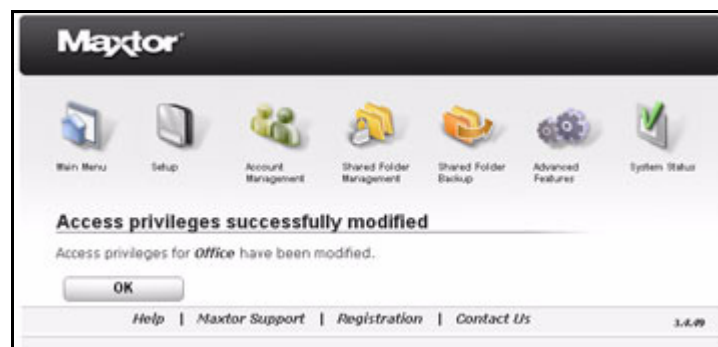 Maxtor
Main Menu
Setup
Account Management
Shared Folder Management
Shared Folder Backup
Advanced Features
System Status
Access privileges successfully modified
Access privileges for Office have been modified.
OK
Help | Maxtor Support | Registration | Contact Us